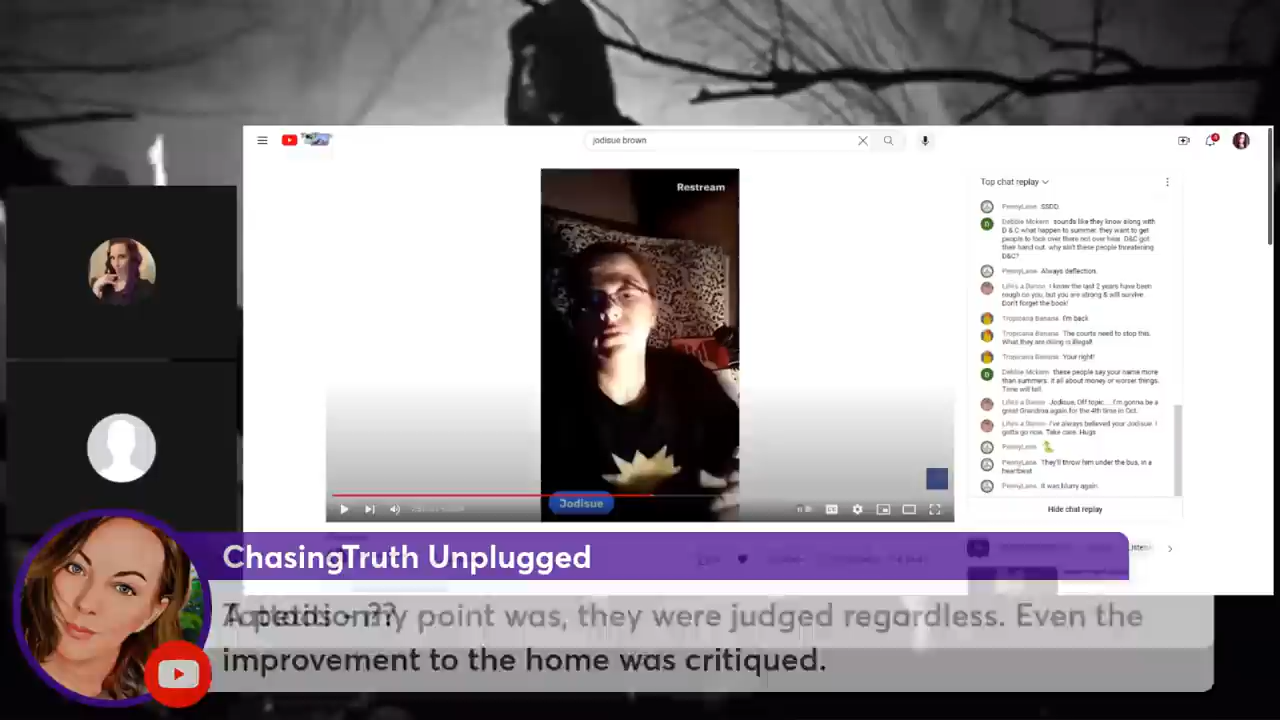 jodisue brown
Restream
Top chat replay
PennyLane SSDD
Debbie Mckern sounds like they know along with
D & C what happen to summer. they want to get
people to look over there not over hear. D&C got
their hand out. why ain't these people threatening
D&C?
PennyLane Always deflection.
Life's a Dance I know the last 2 years have been
rough on you, but you are strong & will survive.
Don't forget the book!
Tropicana Banana I'm back
Tropicana Banana The courts need to stop this.
What they are doing is illegal!
Tropicana Banana Your right!
Debbie Mckern these people say your name more
than summers. it all about money or worser things.
Time will tell.
Life's a Dance Jodisue, Off topic....I'm gonna be a
great Grandma again for the 4th time in Oct.
Life's a Dance I've always believed your Jodisue. I
gotta go now. Take care. Hugs
PennyLane
PennyLane They'll throw him under the bus, in a
heartbeat
PennyLane It was blurry again.
Jodisue
Hide chat replay
Listen
ChasingTruth Unplugged
my point was, they were judged regardless. Even the
improvement to the home was critiqued.